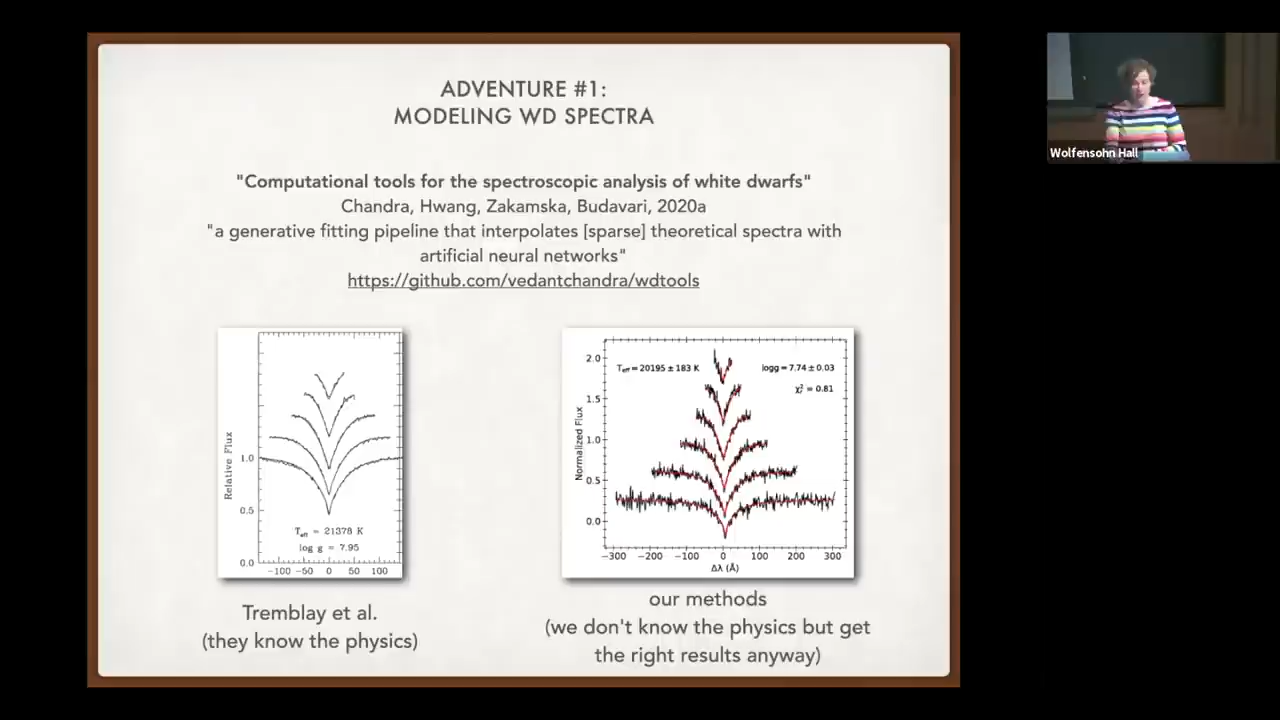 ADVENTURE #1:
MODELING WD SPECTRA
"Computational tools for the spectroscopic analysis of white dwarfs"
Chandra, Hwang, Zakamska, Budavari, 2020a
"a generative fitting pipeline that interpolates [sparse] theoretical spectra with
artificial neural networks"
https://github.com/vedantchandra/wdtools
Relative Flux
1.0
0.5
0.0
Teff = 21378 K
log g = 7.95
−100 −50 0 50 100
Tremblay et al.
(they know the physics)
Normalized Flux
2.0
1.5
1.0
0.5
0.0
Teff = 20195 ± 183 K
logg = 7.74 ± 0.03
χ²r = 0.81
−300 −200 −100 0 100 200 300
Δλ (Å)
our methods
(we don't know the physics but get
the right results anyway)
Wolfensohn Hall